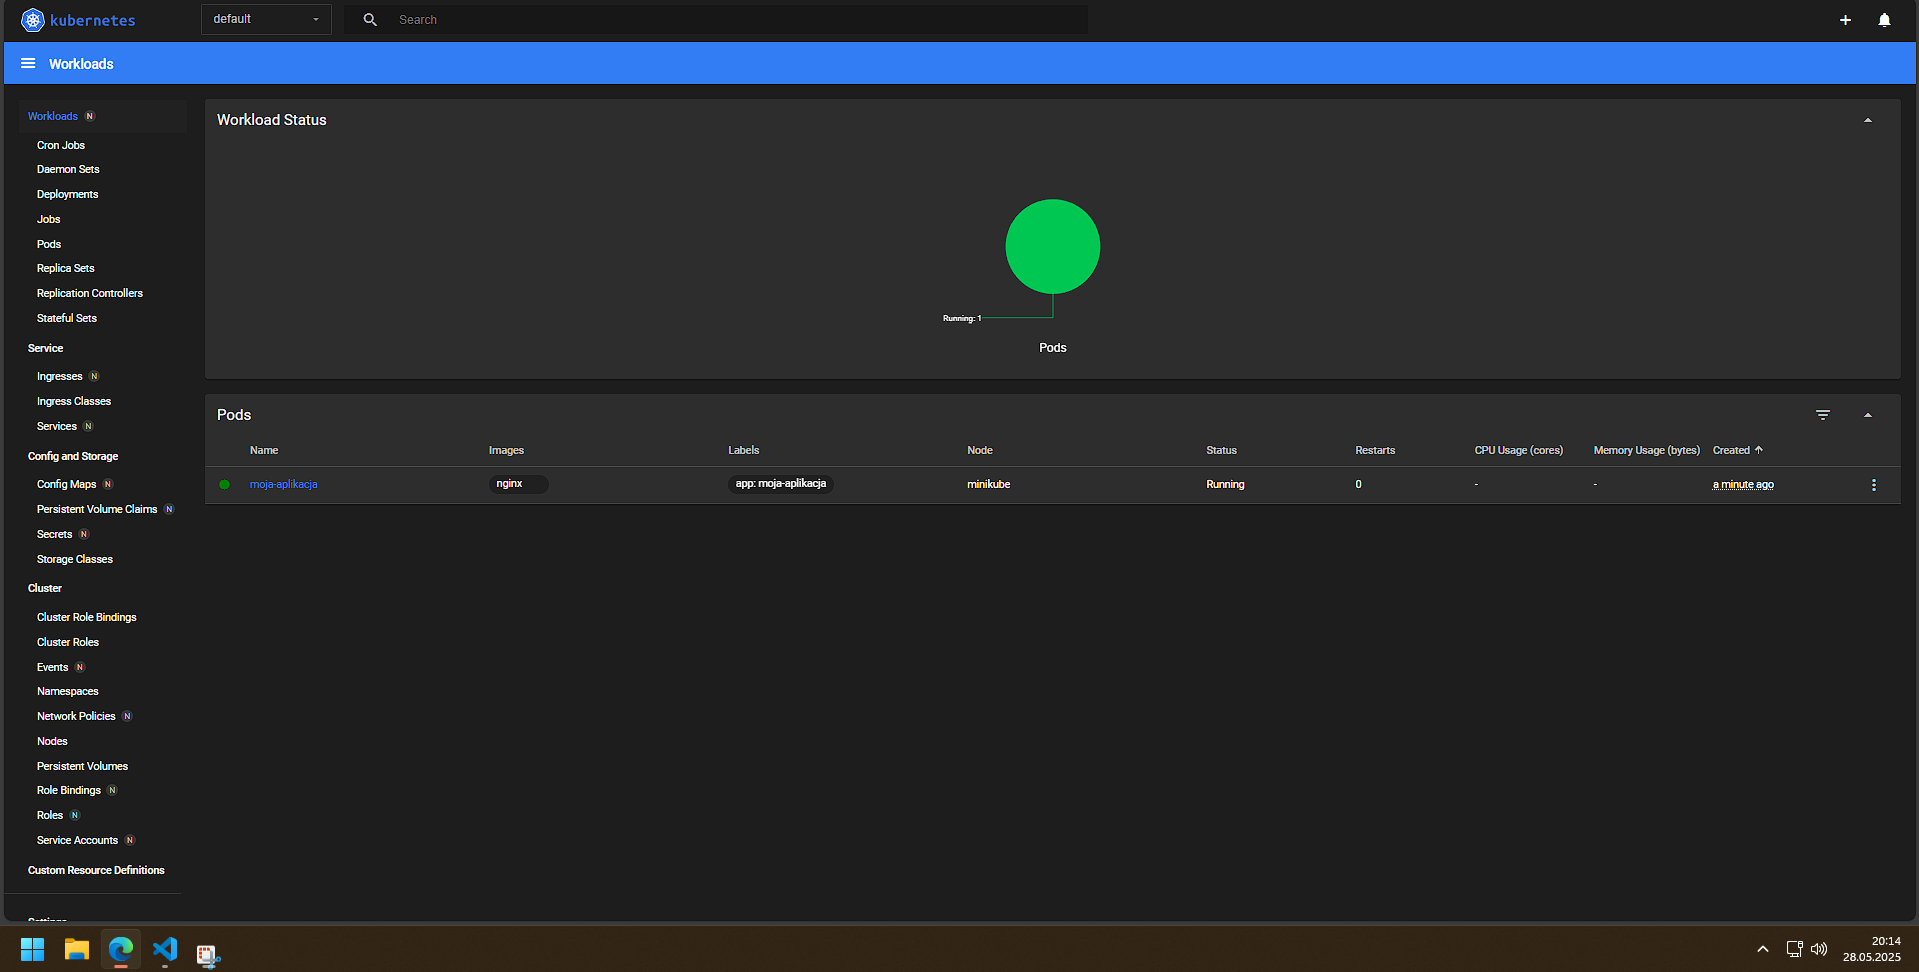 kubernetes
default
Search
Workloads
Workloads N
Cron Jobs
Daemon Sets
Deployments
Jobs
Pods
Replica Sets
Replication Controllers
Stateful Sets
Service
Ingresses N
Ingress Classes
Services N
Config and Storage
Config Maps N
Persistent Volume Claims N
Secrets N
Storage Classes
Cluster
Cluster Role Bindings
Cluster Roles
Events N
Namespaces
Network Policies N
Nodes
Persistent Volumes
Role Bindings N
Roles N
Service Accounts N
Custom Resource Definitions
Settings
Workload Status
Running: 1
Pods
Pods
Name Images Labels Node Status Restarts CPU Usage (cores) Memory Usage (bytes) Created
moja-aplikacja nginx app: moja-aplikacja minikube Running 0 - - a minute ago
20:14
28.05.2025